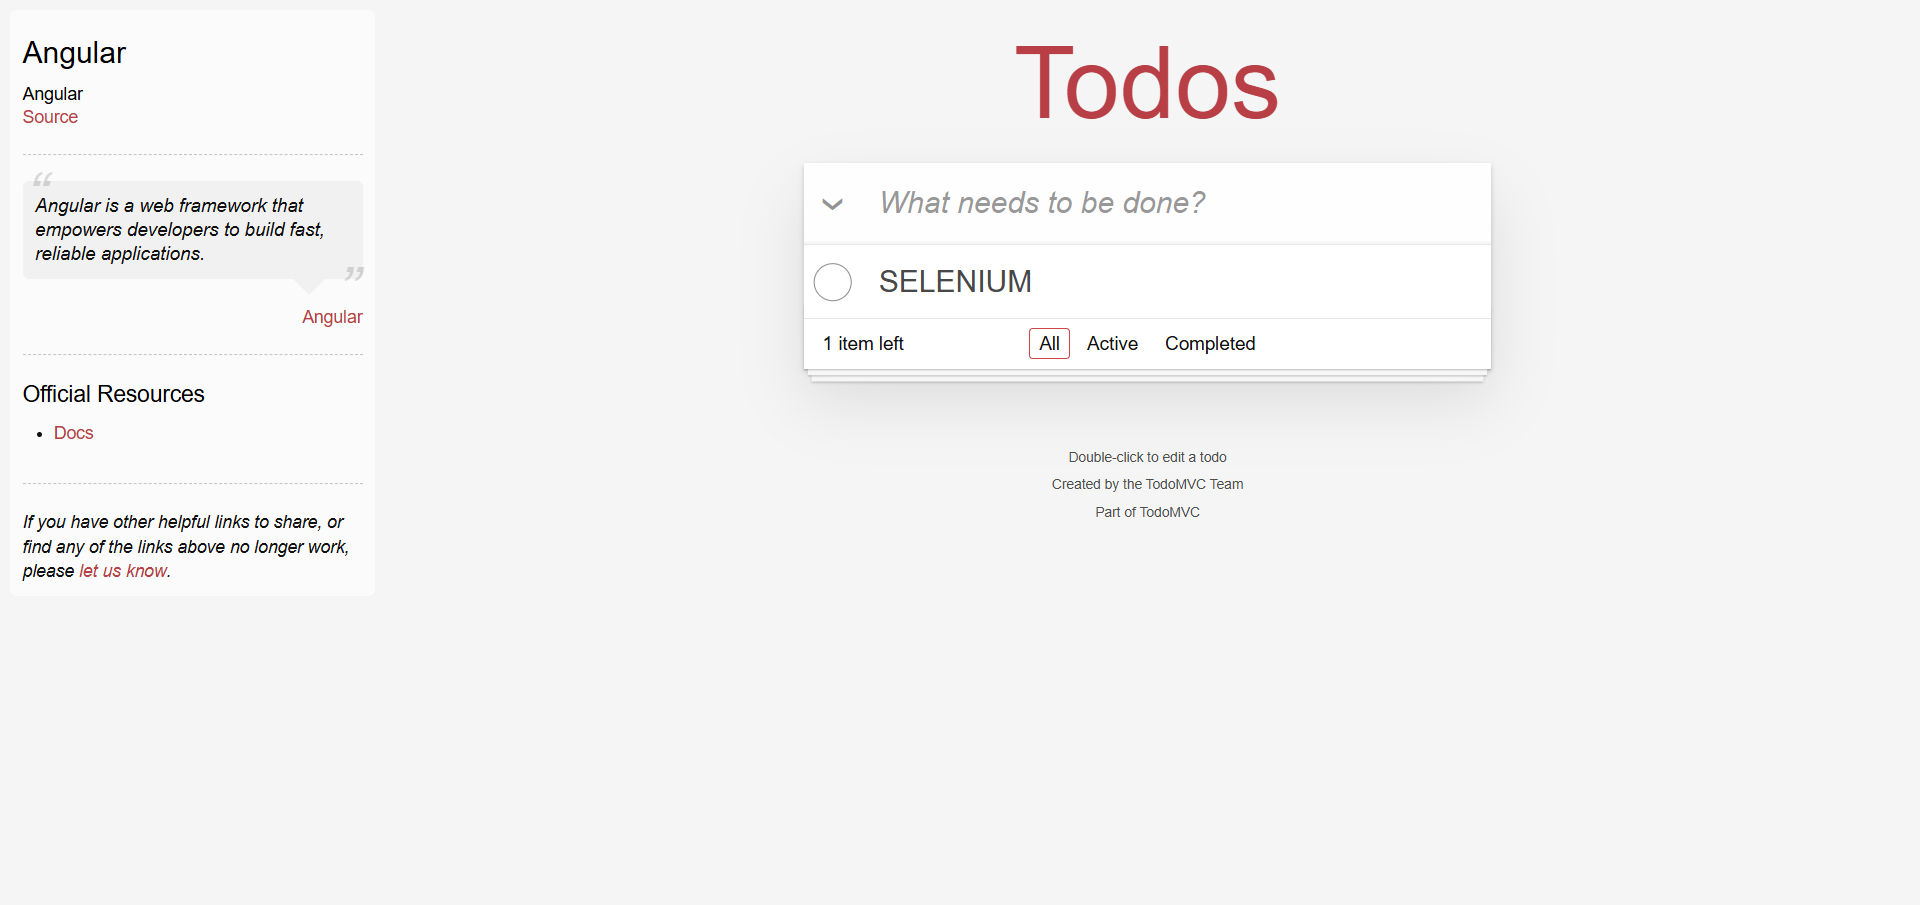 Angular
Angular
Source
“
Angular is a web framework that
empowers developers to build fast,
reliable applications.
”
Angular
Official Resources
• Docs
If you have other helpful links to share, or
find any of the links above no longer work,
please let us know.
Todos
What needs to be done?
SELENIUM
1 item left All Active Completed
Double-click to edit a todo
Created by the TodoMVC Team
Part of TodoMVC